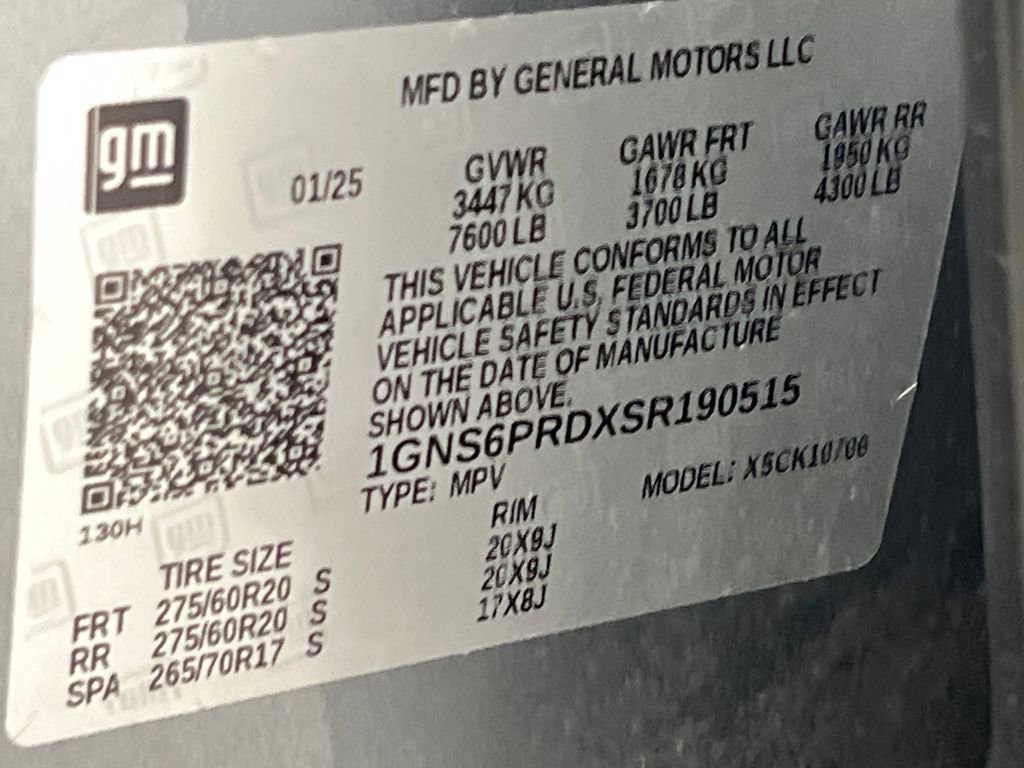 gm
MFD BY GENERAL MOTORS LLC
01/25
GVWR GAWR FRT GAWR RR
3447 KG 1678 KG 1950 KG
7600 LB 3700 LB 4300 LB
THIS VEHICLE CONFORMS TO ALL
APPLICABLE U.S. FEDERAL MOTOR
VEHICLE SAFETY STANDARDS IN EFFECT
ON THE DATE OF MANUFACTURE
SHOWN ABOVE.
1GNS6PRDXSR190515
TYPE: MPV MODEL: X5CK10706
130H
TIRE SIZE RIM
FRT 275/60R20 S 20X9J
RR 275/60R20 S 20X9J
SPA 265/70R17 S 17X8J